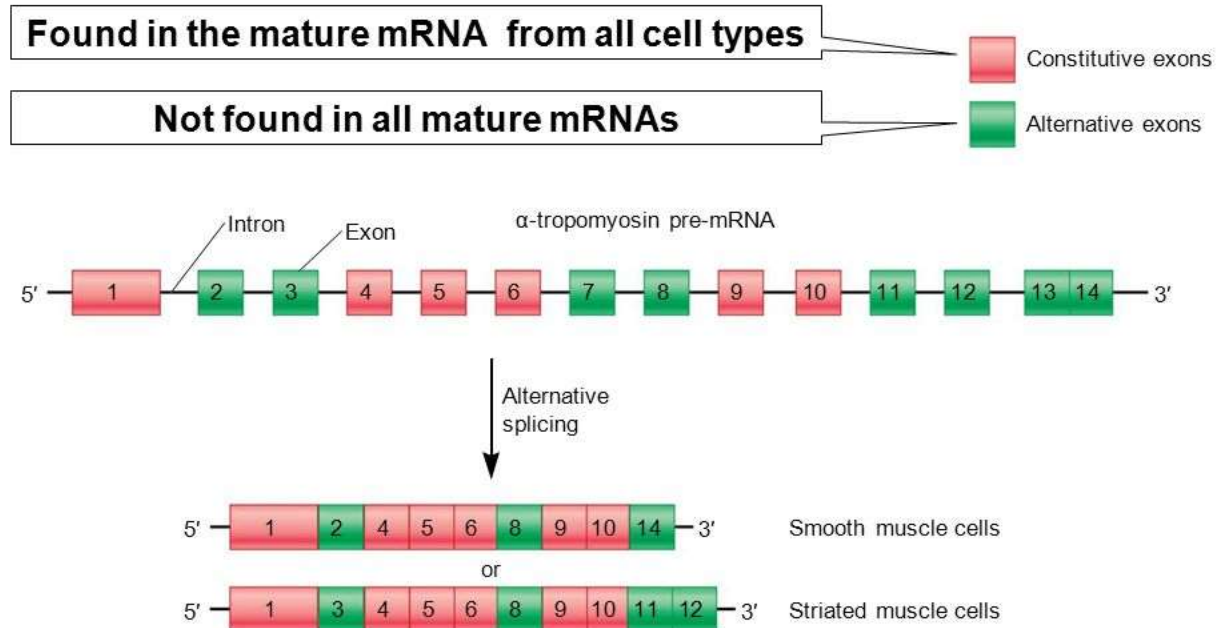 Found in the mature mRNA from all cell types
Constitutive exons
Not found in all mature mRNAs
Alternative exons
Intron
Exon
α-tropomyosin pre-mRNA
5′ 1 2 3 4 5 6 7 8 9 10 11 12 13 14 3′
Alternative
splicing
5′ 1 2 4 5 6 8 9 10 14 3′ Smooth muscle cells
or
5′ 1 3 4 5 6 8 9 10 11 12 3′ Striated muscle cells